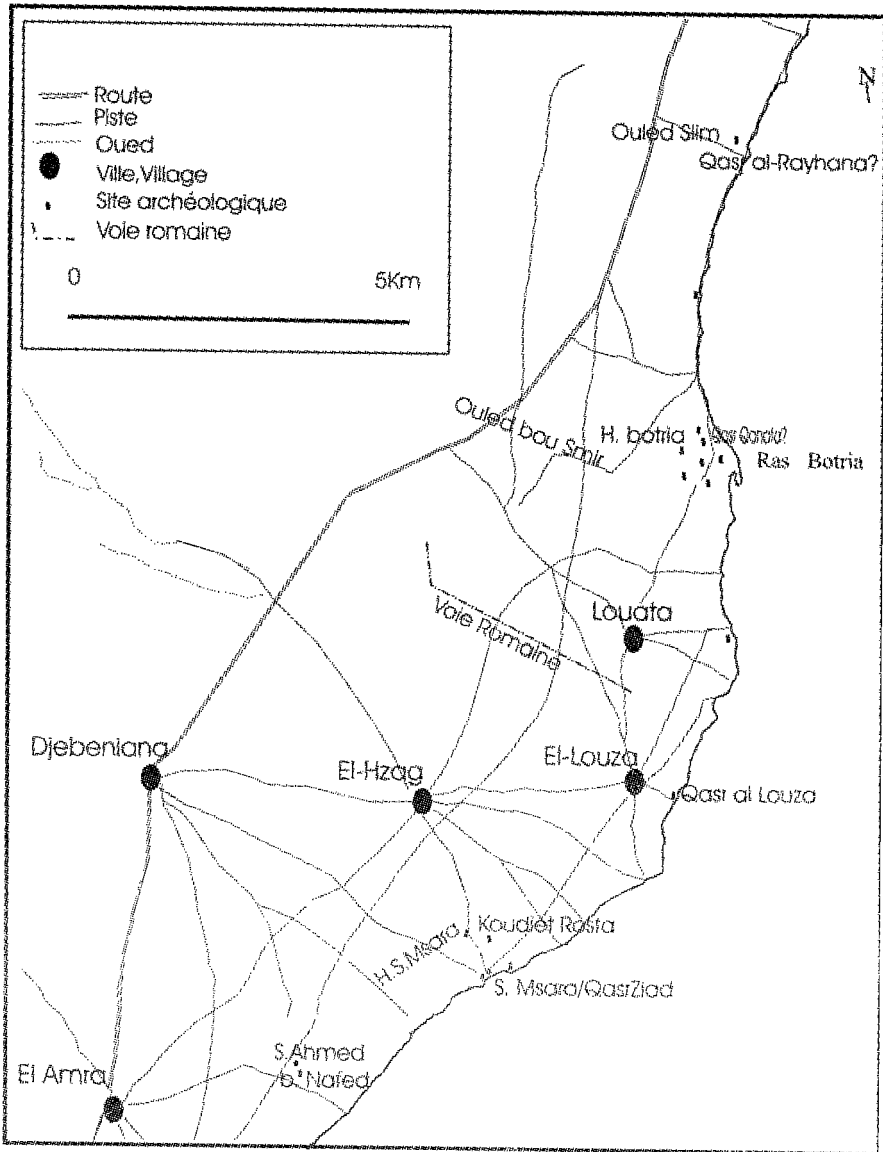 Route
Piste
Oued
Ville,Village
Site archéologique
Voie romaine
0 5Km
N
Ouled Slim
Qasr al-Rayhana?
Ouled bou Smir
H. botria
Ras Botria
Voie Romaine
Louata
Djebeniana
El-Hzag
El-Louza
Qasr al Louza
H.S.Msara
Koudiet Rosfa
S. Msara/QasrZiad
S.Ahmed
b. Nafed
El Amra